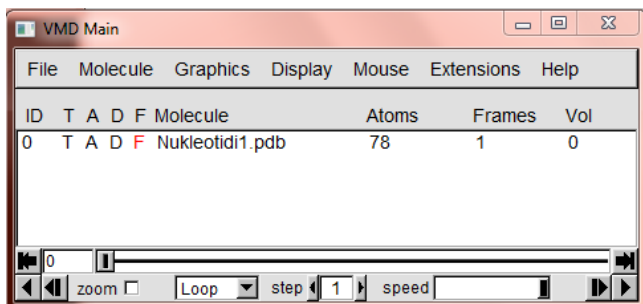 VMD Main
File Molecule Graphics Display Mouse Extensions Help
ID T A D F Molecule Atoms Frames Vol
0 T A D F Nukleotidi1.pdb 78 1 0
0
zoom Loop step 1 speed